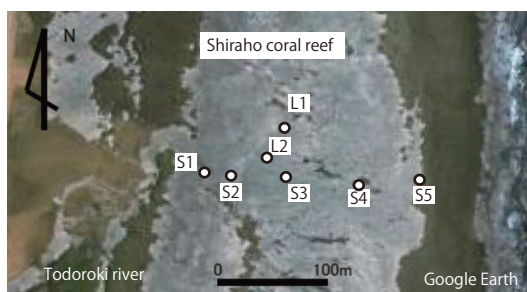 N
Shiraho coral reef
L1
L2
S1
S2
S3
S4
S5
Todoroki river
0 100m
Google Earth